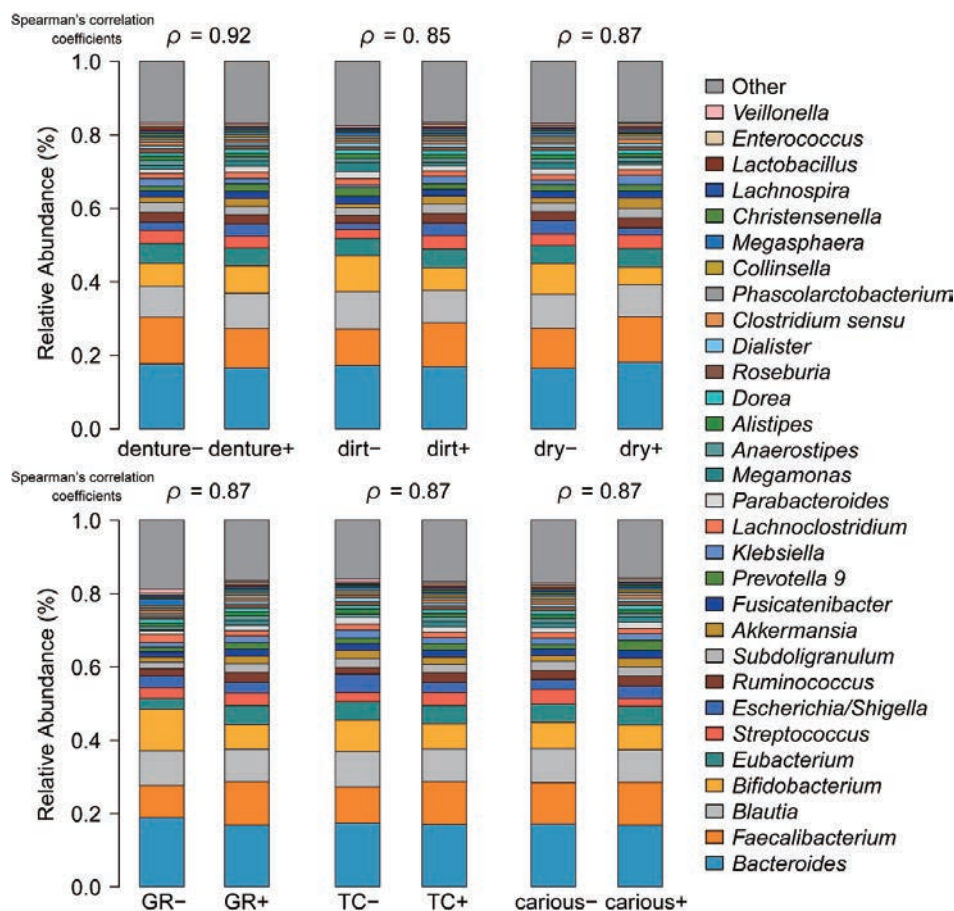 Spearman's correlation
coefficients
ρ = 0.92
ρ = 0. 85
ρ = 0.87
Relative Abundance (%)
1.0
0.8
0.6
0.4
0.2
0.0
denture−
denture+
dirt−
dirt+
dry−
dry+
Spearman's correlation
coefficients
ρ = 0.87
ρ = 0.87
ρ = 0.87
Relative Abundance (%)
1.0
0.8
0.6
0.4
0.2
0.0
GR−
GR+
TC−
TC+
carious−
carious+
Other
Veillonella
Enterococcus
Lactobacillus
Lachnospira
Christensenella
Megasphaera
Collinsella
Phascolarctobacterium
Clostridium sensu
Dialister
Roseburia
Dorea
Alistipes
Anaerostipes
Megamonas
Parabacteroides
Lachnoclostridium
Klebsiella
Prevotella 9
Fusicatenibacter
Akkermansia
Subdoligranulum
Ruminococcus
Escherichia/Shigella
Streptococcus
Eubacterium
Bifidobacterium
Blautia
Faecalibacterium
Bacteroides